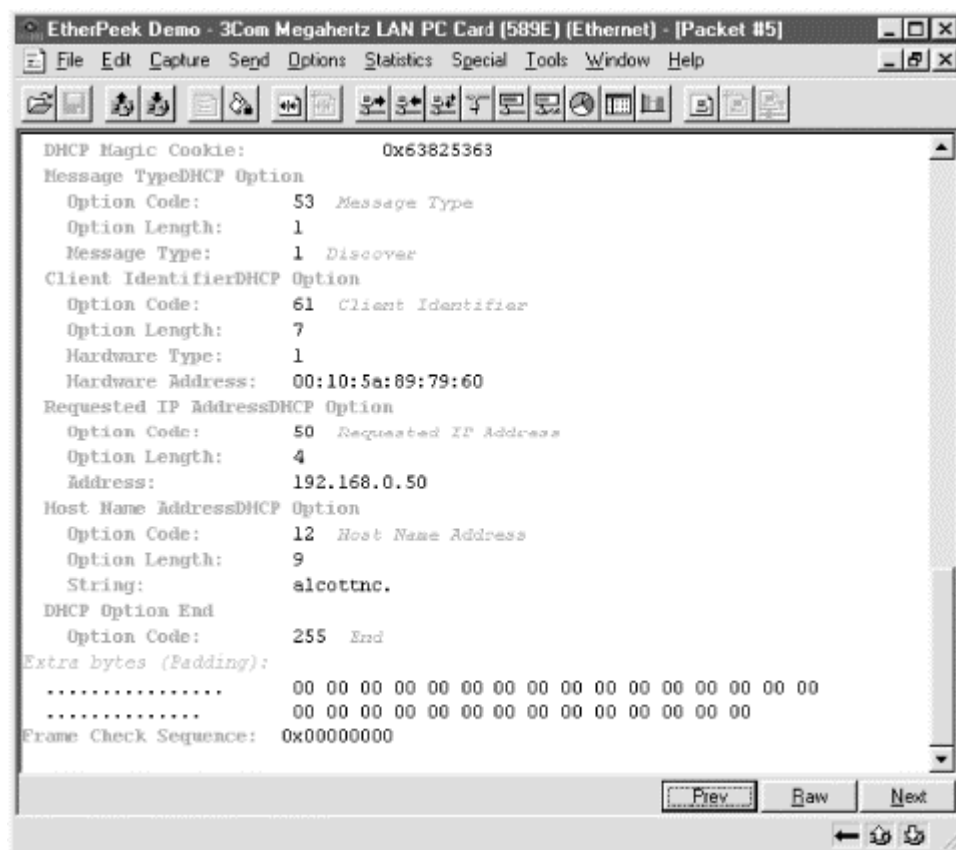 EtherPeek Demo - 3Com Megahertz LAN PC Card (589E) (Ethernet) - [Packet #5]
File Edit Capture Send Options Statistics Special Tools Window Help
DHCP Magic Cookie: 0x63825363
Message TypeDHCP Option
Option Code: 53 Message Type
Option Length: 1
Message Type: 1 Discover
Client IdentifierDHCP Option
Option Code: 61 Client Identifier
Option Length: 7
Hardware Type: 1
Hardware Address: 00:10:5a:89:79:60
Requested IP AddressDHCP Option
Option Code: 50 Requested IP Address
Option Length: 4
Address: 192.168.0.50
Host Name AddressDHCP Option
Option Code: 12 Host Name Address
Option Length: 9
String: alcottnc.
DHCP Option End
Option Code: 255 End
Extra bytes (Padding):
................ 00 00 00 00 00 00 00 00 00 00 00 00 00 00 00 00
.............. 00 00 00 00 00 00 00 00 00 00 00 00 00 00
Frame Check Sequence: 0x00000000
Prev Raw Next